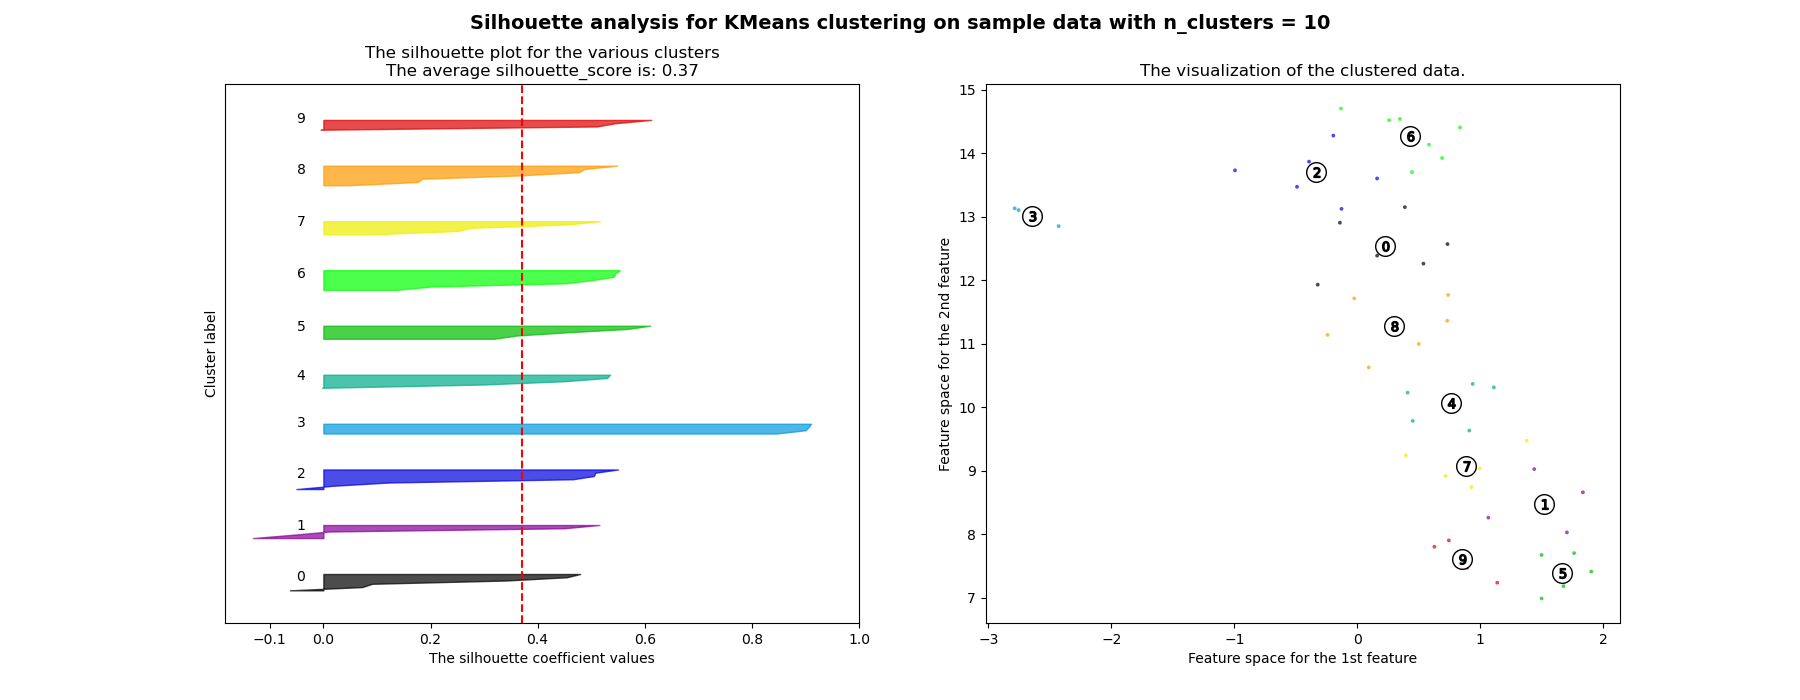 Silhouette analysis for KMeans clustering on sample data with n_clusters = 10
The silhouette plot for the various clusters
The average silhouette_score is: 0.37
Cluster label
9
8
7
6
5
4
3
2
1
0
−0.1 0.0 0.2 0.4 0.6 0.8 1.0
The silhouette coefficient values
The visualization of the clustered data.
Feature space for the 2nd feature
15
14
13
12
11
10
9
8
7
6
2
3
0
8
4
7
1
9
5
−3 −2 −1 0 1 2
Feature space for the 1st feature